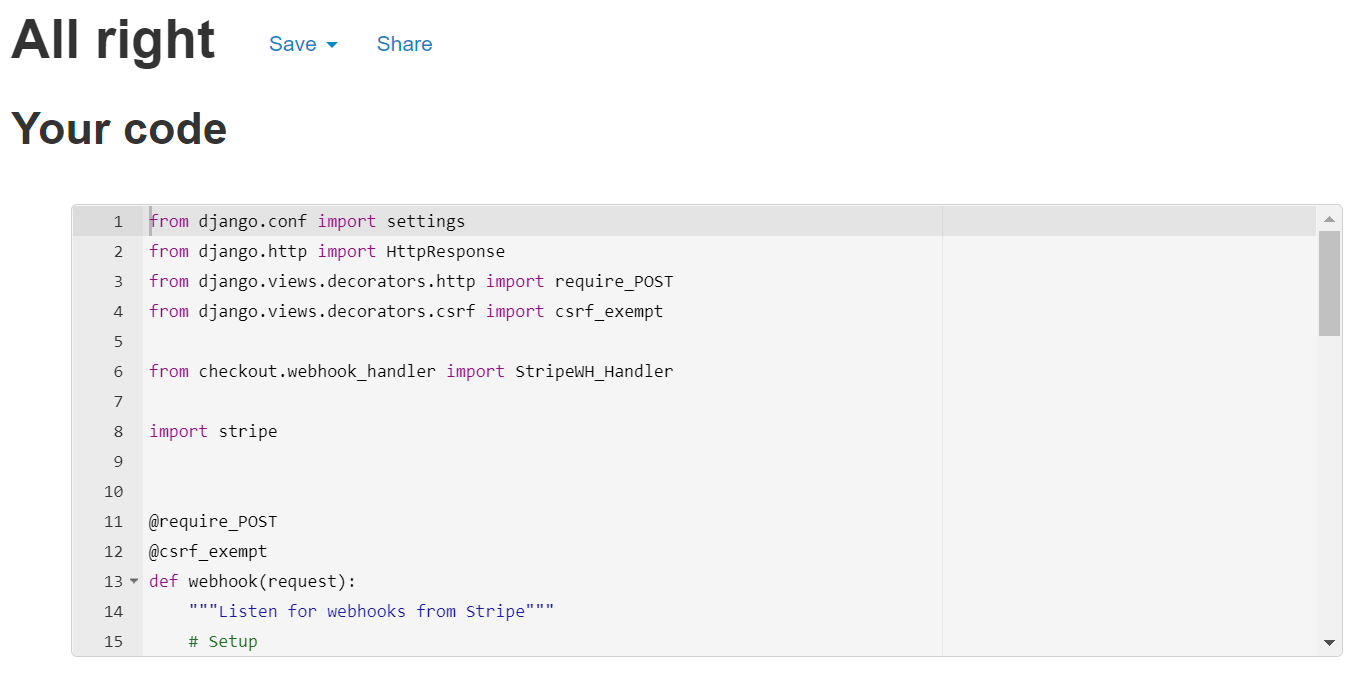 All right Save Share
Your code
1 from django.conf import settings
2 from django.http import HttpResponse
3 from django.views.decorators.http import require_POST
4 from django.views.decorators.csrf import csrf_exempt
5
6 from checkout.webhook_handler import StripeWH_Handler
7
8 import stripe
9
10
11 @require_POST
12 @csrf_exempt
13 def webhook(request):
14     """Listen for webhooks from Stripe"""
15     # Setup